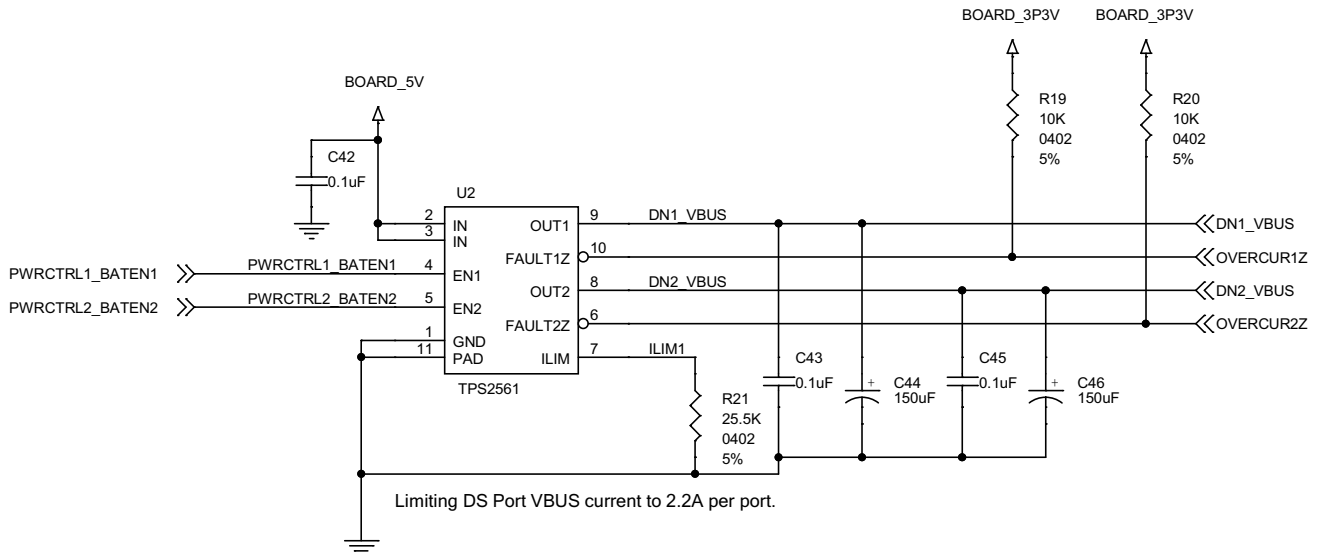 BOARD_3P3V
BOARD_3P3V
BOARD_5V
R19
10K
0402
5%
R20
10K
0402
5%
C42
0.1uF
U2
2
IN
3
IN
OUT1
9
DN1_VBUS
DN1_VBUS
FAULT1Z
10
OVERCUR1Z
PWRCTRL1_BATEN1
PWRCTRL1_BATEN1
4
EN1
OUT2
8
DN2_VBUS
DN2_VBUS
PWRCTRL2_BATEN2
PWRCTRL2_BATEN2
5
EN2
FAULT2Z
6
OVERCUR2Z
1
GND
11
PAD
ILIM
7
ILIM1
TPS2561
R21
25.5K
0402
5%
C43
0.1uF
+
C44
150uF
C45
0.1uF
+
C46
150uF
Limiting DS Port VBUS current to 2.2A per port.